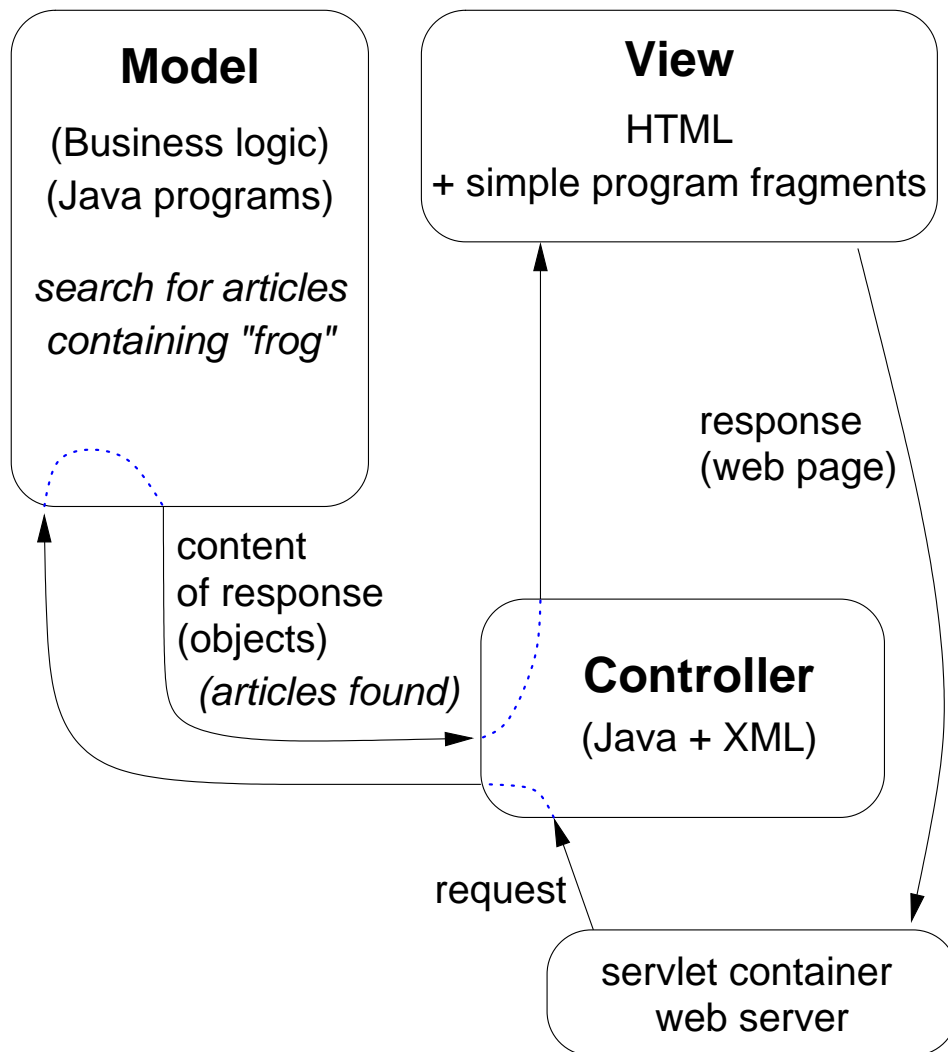 Model
(Business logic)
(Java programs)
search for articles
containing "frog"
View
HTML
+ simple program fragments
response
(web page)
content
of response
(objects)
(articles found)
Controller
(Java + XML)
request
servlet container
web server